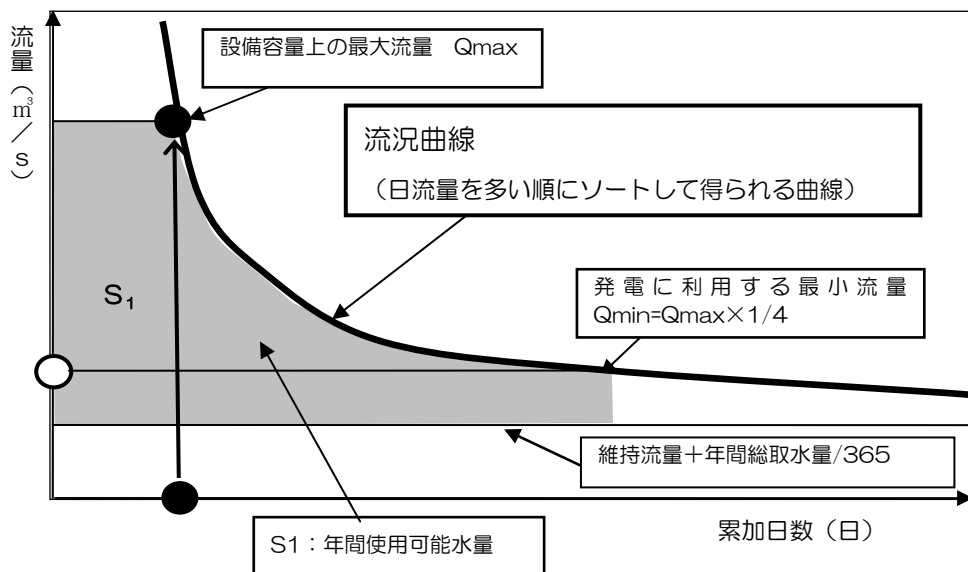 流量（㎥／s）
設備容量上の最大流量　Qmax
流況曲線
（日流量を多い順にソートして得られる曲線）
発電に利用する最小流量
Qmin=Qmax×1/4
S₁
維持流量＋年間総取水量/365
S1：年間使用可能水量
累加日数（日）